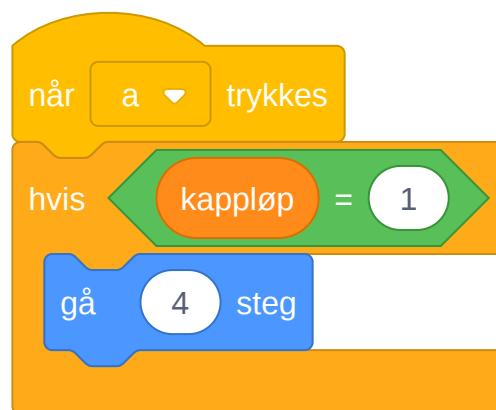 når a trykkes
hvis kappløp = 1
gå 4 steg